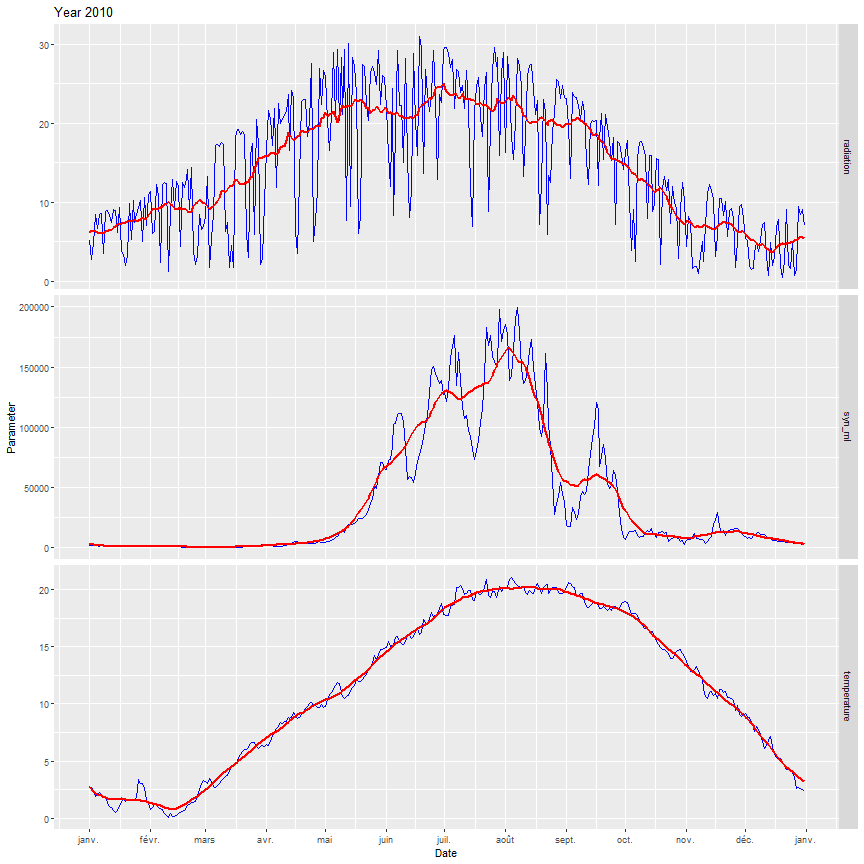 Year 2010
30
20
10
0
radiation
200000
150000
100000
50000
0
syn_ml
Parameter
20
15
10
5
0
temperature
janv. févr. mars avr. mai juin juil. août sept. oct. nov. déc. janv.
Date